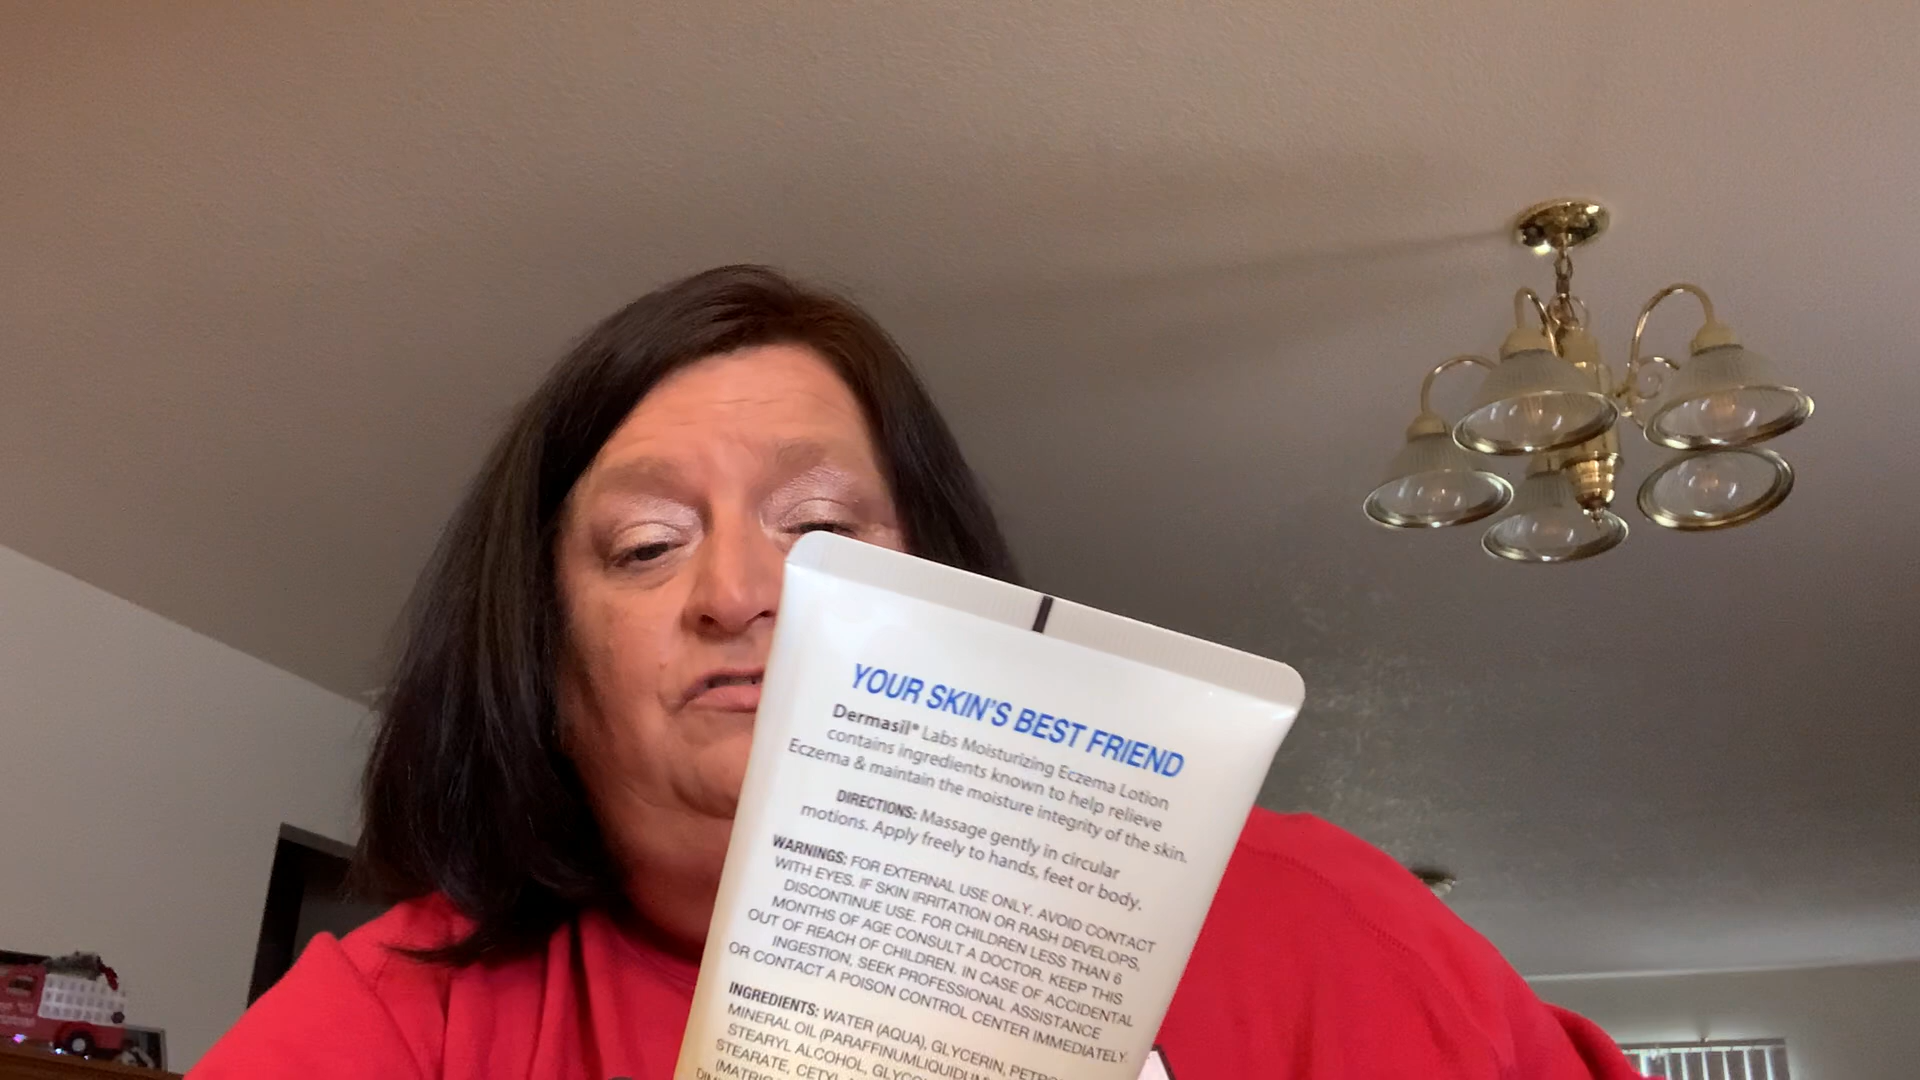 YOUR SKIN'S BEST FRIEND
Dermasil® Labs Moisturizing Eczema Lotion
contains ingredients known to help relieve
Eczema & maintain the moisture integrity of the skin.
DIRECTIONS: Massage gently in circular
motions. Apply freely to hands, feet or body.
WARNINGS: FOR EXTERNAL USE ONLY. AVOID CONTACT
WITH EYES. IF SKIN IRRITATION OR RASH DEVELOPS,
DISCONTINUE USE. FOR CHILDREN LESS THAN 6
MONTHS OF AGE CONSULT A DOCTOR. KEEP THIS
OUT OF REACH OF CHILDREN. IN CASE OF ACCIDENTAL
INGESTION, SEEK PROFESSIONAL ASSISTANCE
OR CONTACT A POISON CONTROL CENTER IMMEDIATELY.
INGREDIENTS: WATER (AQUA), GLYCERIN,
MINERAL OIL (PARAFFINUMLIQUIDUM
STEARYL ALCOHOL,
STEARATE, CETYL